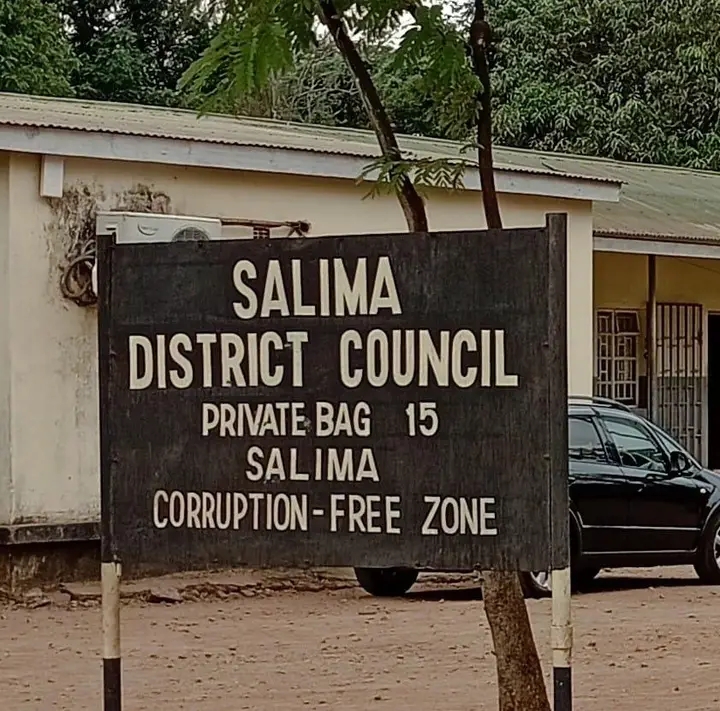 SALIMA
DISTRICT COUNCIL
PRIVATE BAG 15
SALIMA
CORRUPTION-FREE ZONE